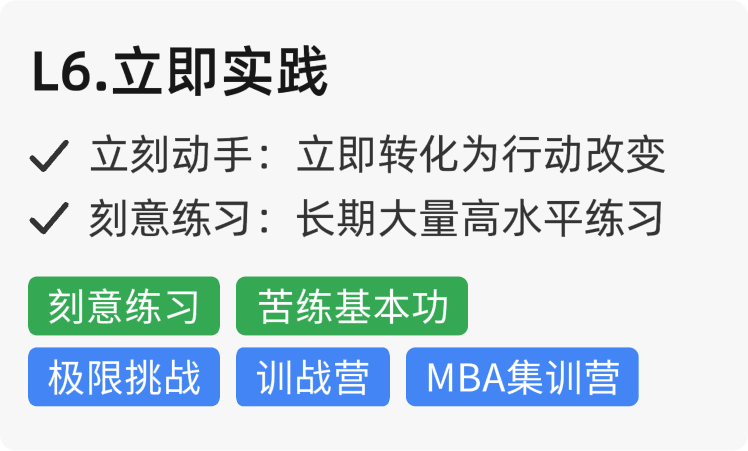 L6.立即实践
立刻动手：立即转化为行动改变
刻意练习：长期大量高水平练习
刻意练习 苦练基本功
极限挑战 训战营 MBA集训营